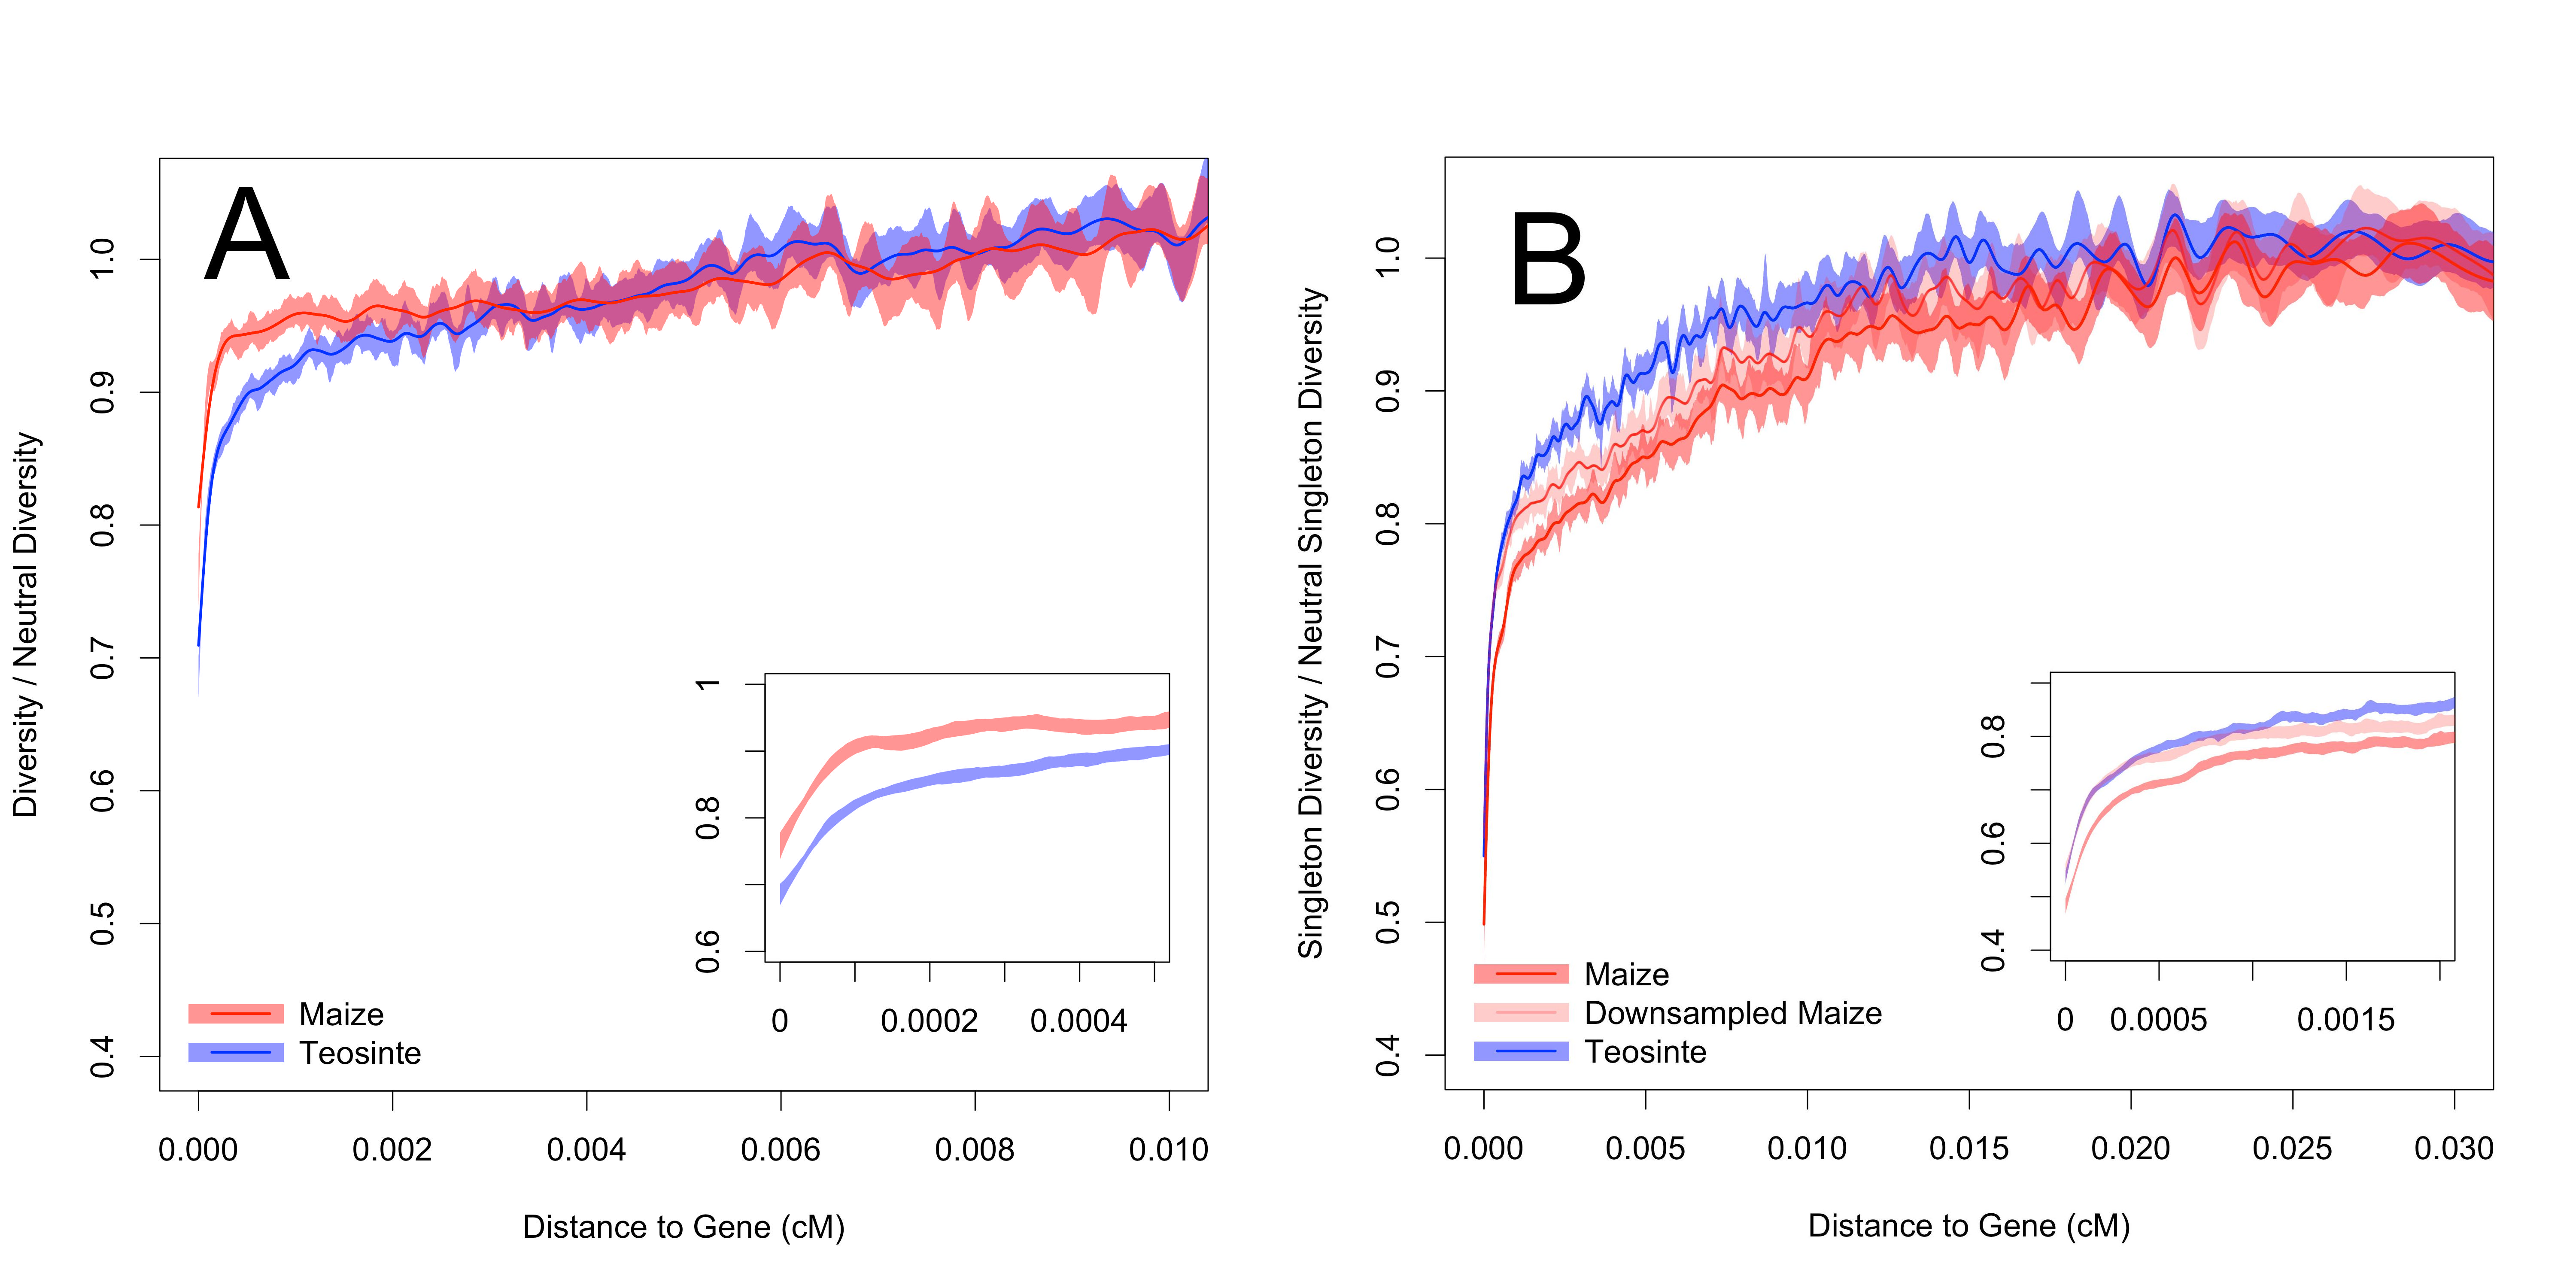 A
Diversity / Neutral Diversity
1.0
0.9
0.8
0.7
0.6
0.5
0.4
0.000 0.002 0.004 0.006 0.008 0.010
Distance to Gene (cM)
Maize
Teosinte
1
0.8
0.6
0 0.0002 0.0004
B
Singleton Diversity / Neutral Singleton Diversity
1.0
0.9
0.8
0.7
0.6
0.5
0.4
0.000 0.005 0.010 0.015 0.020 0.025 0.030
Distance to Gene (cM)
Maize
Downsampled Maize
Teosinte
0.8
0.6
0.4
0 0.0005 0.0015